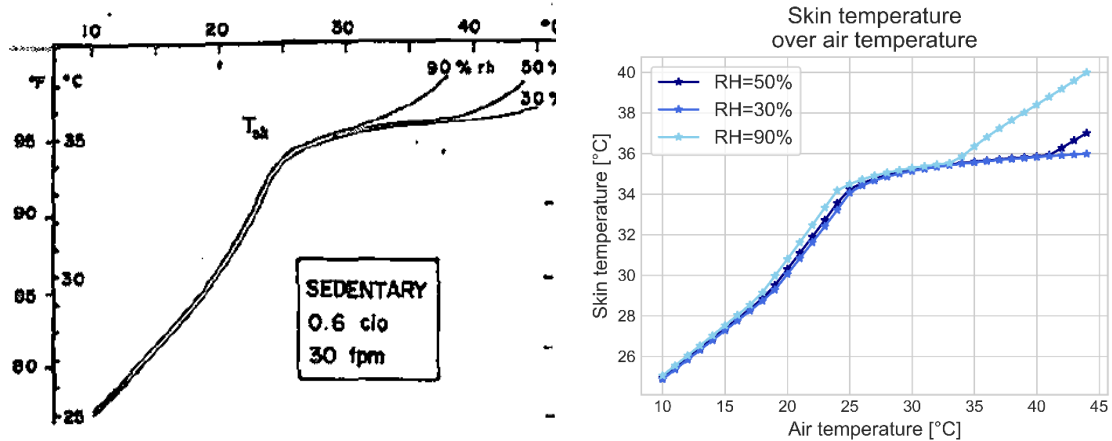 10 20 30 40 °C
°F °C
90% rh
50%
30%
T sk
95 35
90
30
85
80
25
SEDENTARY
0.6 clo
30 fpm
Skin temperature
over air temperature
RH=50%
RH=30%
RH=90%
Skin temperature [°C]
40
38
36
34
32
30
28
26
10 15 20 25 30 35 40 45
Air temperature [°C]